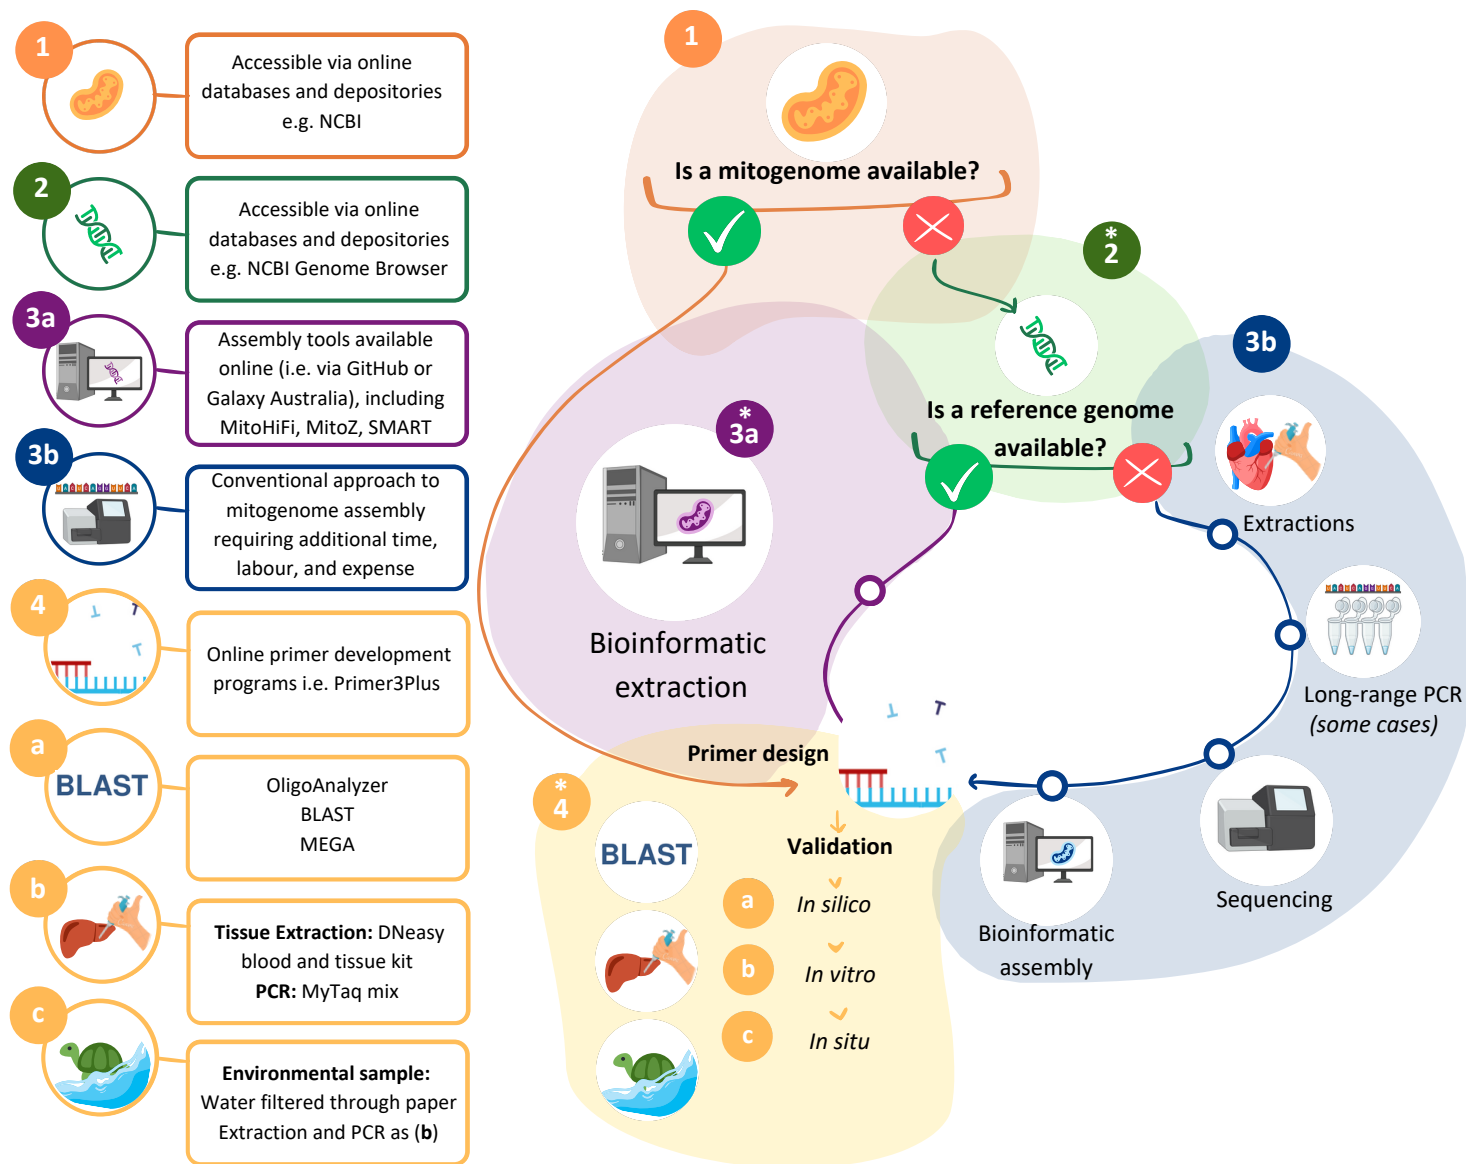 1
Accessible via online
databases and depositories
e.g. NCBI
2
Accessible via online
databases and depositories
e.g. NCBI Genome Browser
3a
Assembly tools available
online (i.e. via GitHub or
Galaxy Australia), including
MitoHiFi, MitoZ, SMART
3b
Conventional approach to
mitogenome assembly
requiring additional time,
labour, and expense
4
T
T
T
Online primer development
programs i.e. Primer3Plus
a
BLAST
OligoAnalyzer
BLAST
MEGA
b
Tissue Extraction: DNeasy
blood and tissue kit
PCR: MyTaq mix
c
Environmental sample:
Water filtered through paper
Extraction and PCR as (b)
1
Is a mitogenome available?
*
2
Is a reference genome
available?
*
3a
Bioinformatic
extraction
3b
Extractions
Long-range PCR
(some cases)
Sequencing
Bioinformatic
assembly
T
T
T
Primer design
*
4
BLAST
Validation
a
In silico
b
In vitro
c
In situ